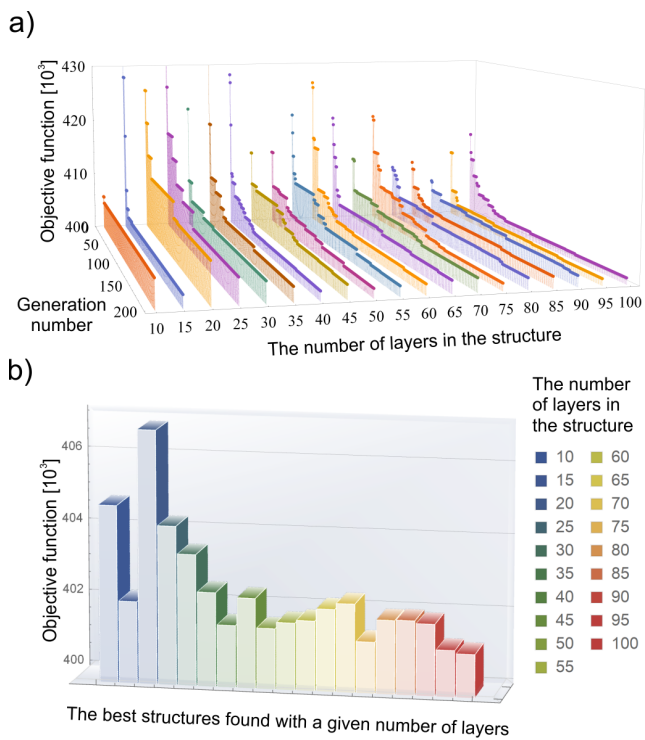 a)
Objective function [10³]
430
420
410
400
50
100
150
200
Generation
number
10 15 20 25 30 35 40 45 50 55 60 65 70 75 80 85 90 95 100
The number of layers in the structure
b)
Objective function [10³]
406
404
402
400
The best structures found with a given number of layers
The number
of layers in
the structure
10 60
15 65
20 70
25 75
30 80
35 85
40 90
45 95
50 100
55